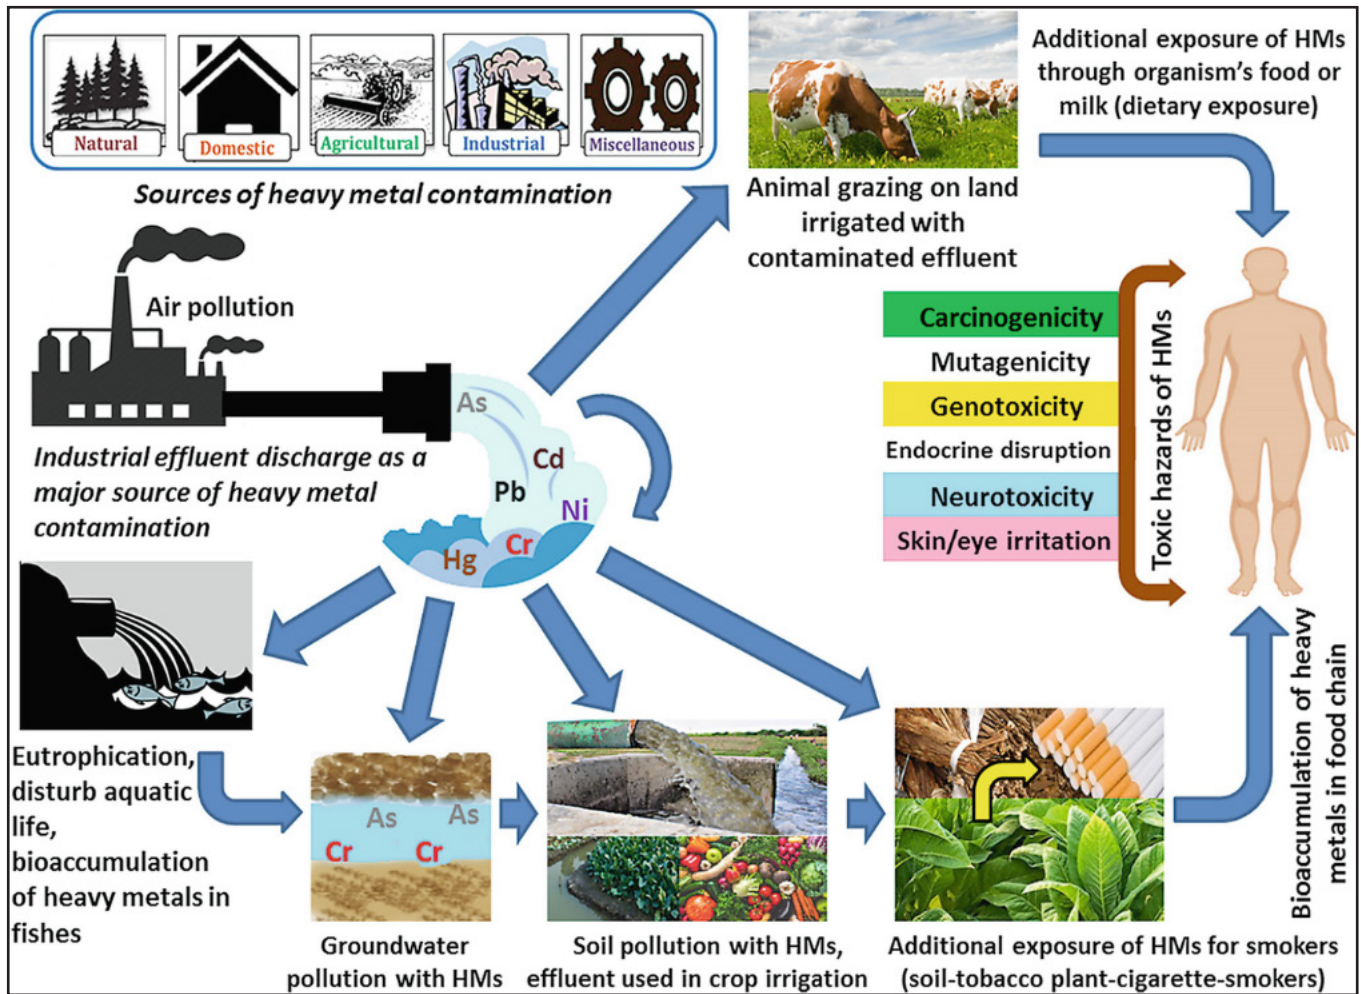 Natural
Domestic
Agricultural
Industrial
Miscellaneous
Sources of heavy metal contamination
Additional exposure of HMs
through organism's food or
milk (dietary exposure)
Animal grazing on land
irrigated with
contaminated effluent
Air pollution
Industrial effluent discharge as a
major source of heavy metal
contamination
As
Cd
Pb
Ni
Cr
Hg
Carcinogenicity
Mutagenicity
Genotoxicity
Endocrine disruption
Neurotoxicity
Skin/eye irritation
Toxic hazards of HMs
Eutrophication,
disturb aquatic
life,
bioaccumulation
of heavy metals in
fishes
As
As
Cr
Cr
Groundwater
pollution with HMs
Soil pollution with HMs,
effluent used in crop irrigation
Additional exposure of HMs for smokers
(soil-tobacco plant-cigarette-smokers)
Bioaccumulation of heavy
metals in food chain